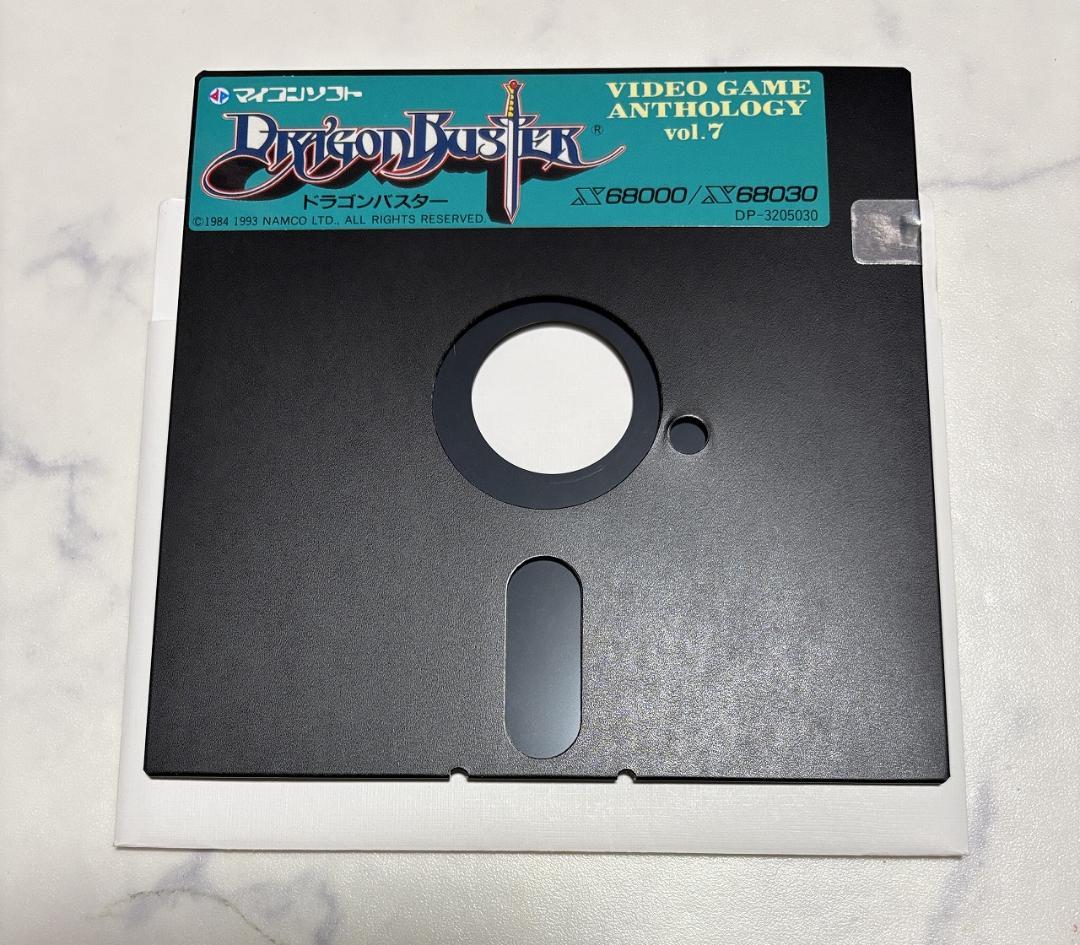 マイコンソフト
DRAGON BUSTER ®
ドラゴンバスター
©1984 1993 NAMCO LTD., ALL RIGHTS RESERVED.
VIDEO GAME
ANTHOLOGY
vol.7
X68000/X68030
DP-3205030